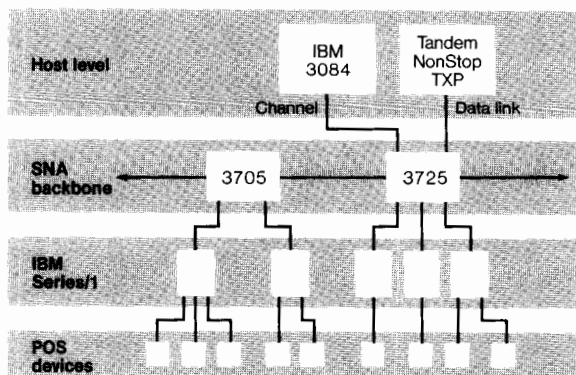 Host level
IBM
3084
Tandem
NonStop
TXP
Channel
Data link
SNA
backbone
3705
3725
IBM
Series/1
POS
devices